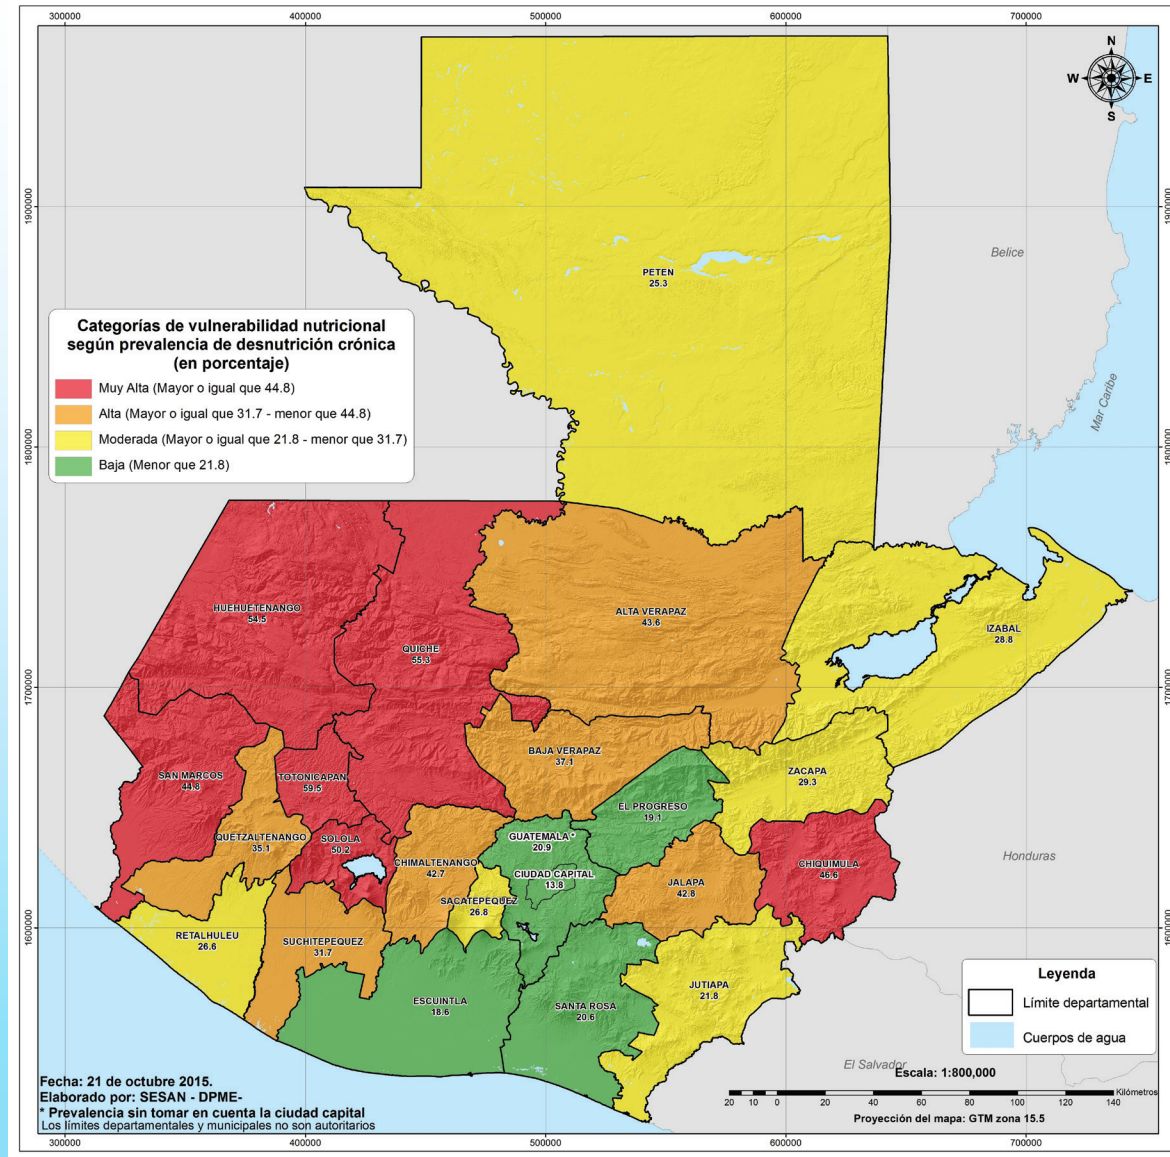 300000
400000
500000
600000
700000
N
W
E
S
1900000
1900000
Belice
PETEN
25.3
Categorías de vulnerabilidad nutricional
según prevalencia de desnutrición crónica
(en porcentaje)
Muy Alta (Mayor o igual que 44.8)
Alta (Mayor o igual que 31.7 - menor que 44.8)
Moderada (Mayor o igual que 21.8 - menor que 31.7)
Baja (Menor que 21.8)
Mar Caribe
1800000
1800000
HUEHUETENANGO
54.5
ALTA VERAPAZ
43.6
IZABAL
28.8
QUICHE
55.3
1700000
1700000
BAJA VERAPAZ
37.1
ZACAPA
29.3
SAN MARCOS
44.8
TOTONICAPAN
59.5
EL PROGRESO
19.1
QUETZALTENANGO
35.1
SOLOLA
50.2
GUATEMALA *
20.9
CHIMALTENANGO
42.7
CIUDAD CAPITAL
13.8
CHIQUIMULA
46.6
Honduras
JALAPA
42.8
SACATEPEQUEZ
26.8
1600000
1600000
RETALHULEU
26.6
SUCHITEPEQUEZ
31.7
JUTIAPA
21.8
ESCUINTLA
18.6
SANTA ROSA
20.6
Leyenda
Límite departamental
Cuerpos de agua
El Salvador
Escala: 1:800,000
20 10 0 20 40 60 80 100 120 140
Kilómetros
Proyección del mapa: GTM zona 15.5
Fecha: 21 de octubre 2015.
Elaborado por: SESAN - DPME-
* Prevalencia sin tomar en cuenta la ciudad capital
Los límites departamentales y municipales no son autoritarios
300000
400000
500000
600000
700000